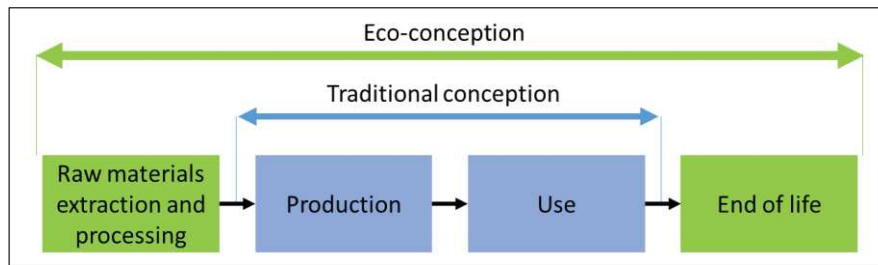 Eco-conception
Traditional conception
Raw materials
extraction and
processing
Production
Use
End of life